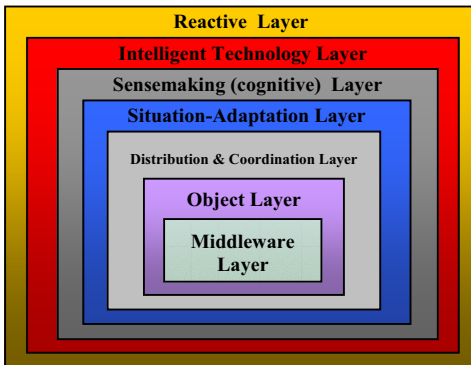 Reactive Layer
Intelligent Technology Layer
Sensemaking (cognitive) Layer
Situation-Adaptation Layer
Distribution & Coordination Layer
Object Layer
Middleware
Layer